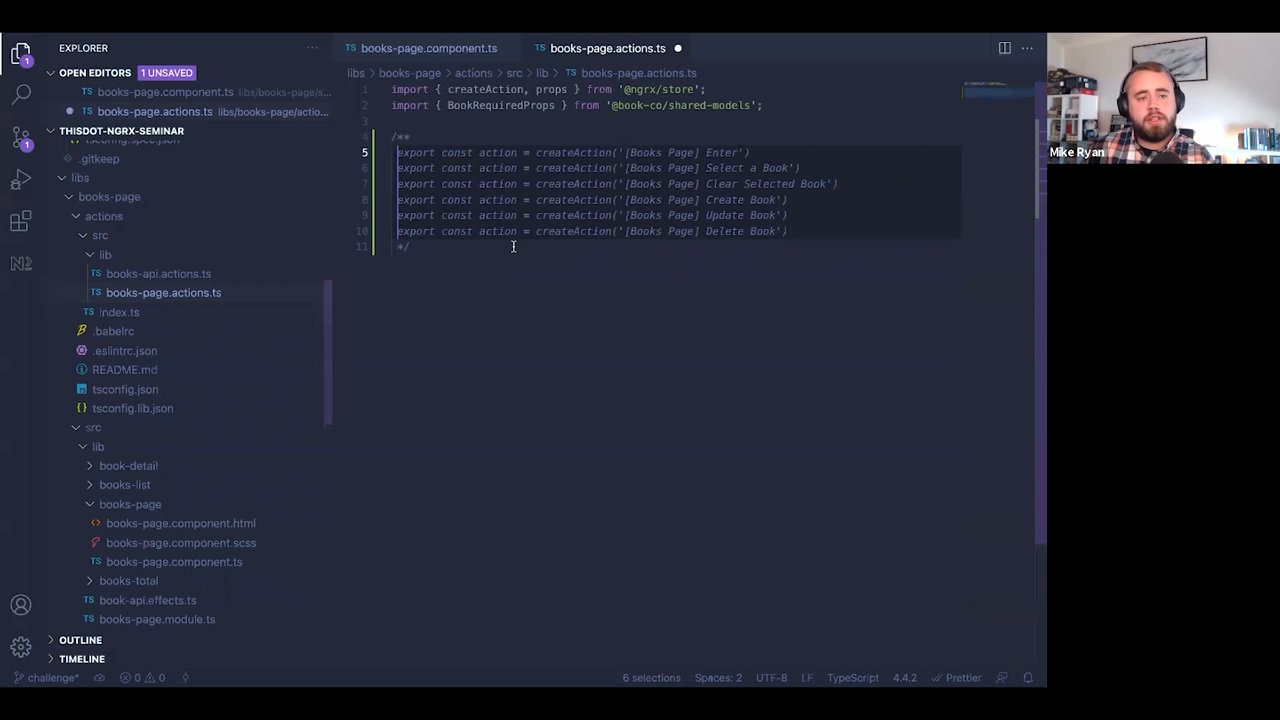 EXPLORER
OPEN EDITORS 1 UNSAVED
books-page.component.ts libs/books-page/s...
books-page.actions.ts libs/books-page/actio...
THISDOT-NGRX-SEMINAR
tsconfig.spec.json
.gitkeep
libs
books-page
actions
src
lib
books-api.actions.ts
books-page.actions.ts
index.ts
.babelrc
.eslintrc.json
README.md
tsconfig.json
tsconfig.lib.json
src
lib
book-detail
books-list
books-page
books-page.component.html
books-page.component.scss
books-page.component.ts
books-total
book-api.effects.ts
books-page.module.ts
OUTLINE
TIMELINE
books-page.component.ts books-page.actions.ts
libs > books-page > actions > src > lib > TS books-page.actions.ts
1 import { createAction, props } from '@ngrx/store';
2 import { BookRequiredProps } from '@book-co/shared-models';
3
4 /**
5 export const action = createAction('[Books Page] Enter')
6 export const action = createAction('[Books Page] Select a Book')
7 export const action = createAction('[Books Page] Clear Selected Book')
8 export const action = createAction('[Books Page] Create Book')
9 export const action = createAction('[Books Page] Update Book')
10 export const action = createAction('[Books Page] Delete Book')
11 */
Mike Ryan
challenge* 0 0 6 selections Spaces: 2 UTF-8 LF TypeScript 4.4.2 Prettier